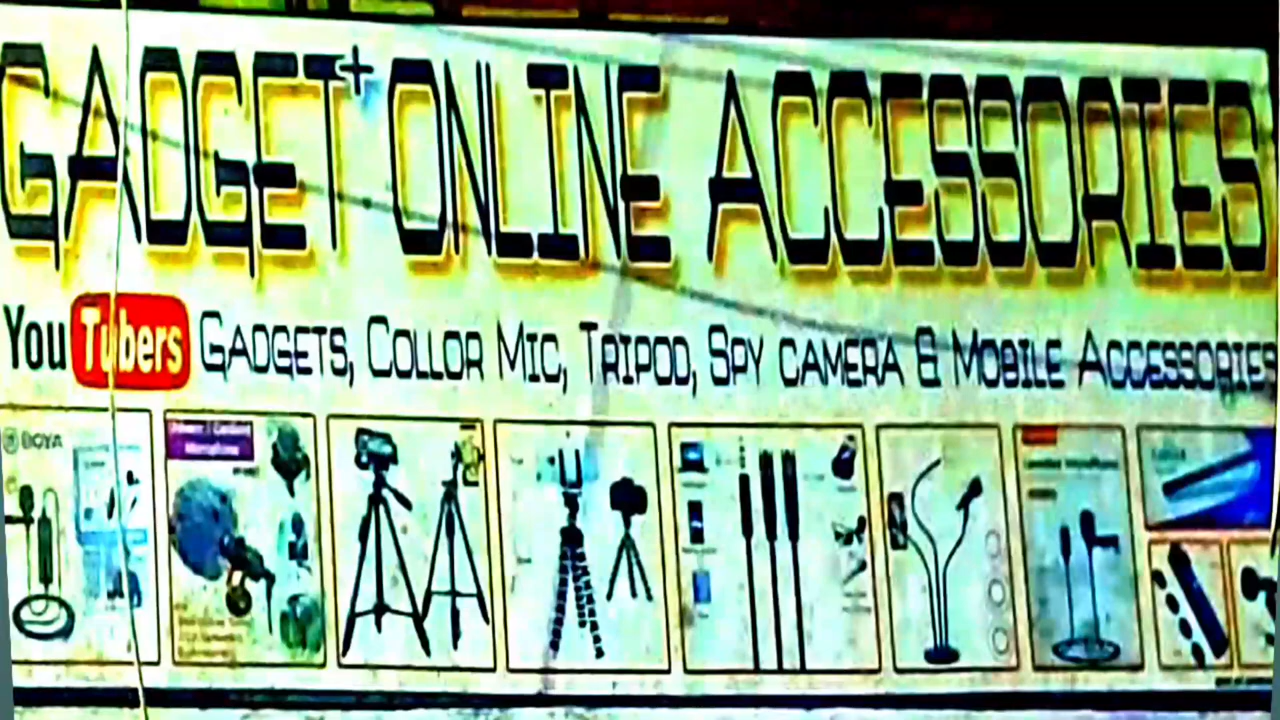 GADGET+ ONLINE ACCESSORIES
YouTubers GADGETS, COLLOR MIC, TRIPOD, SPY CAMERA & MOBILE ACCESSORIES
BOYA